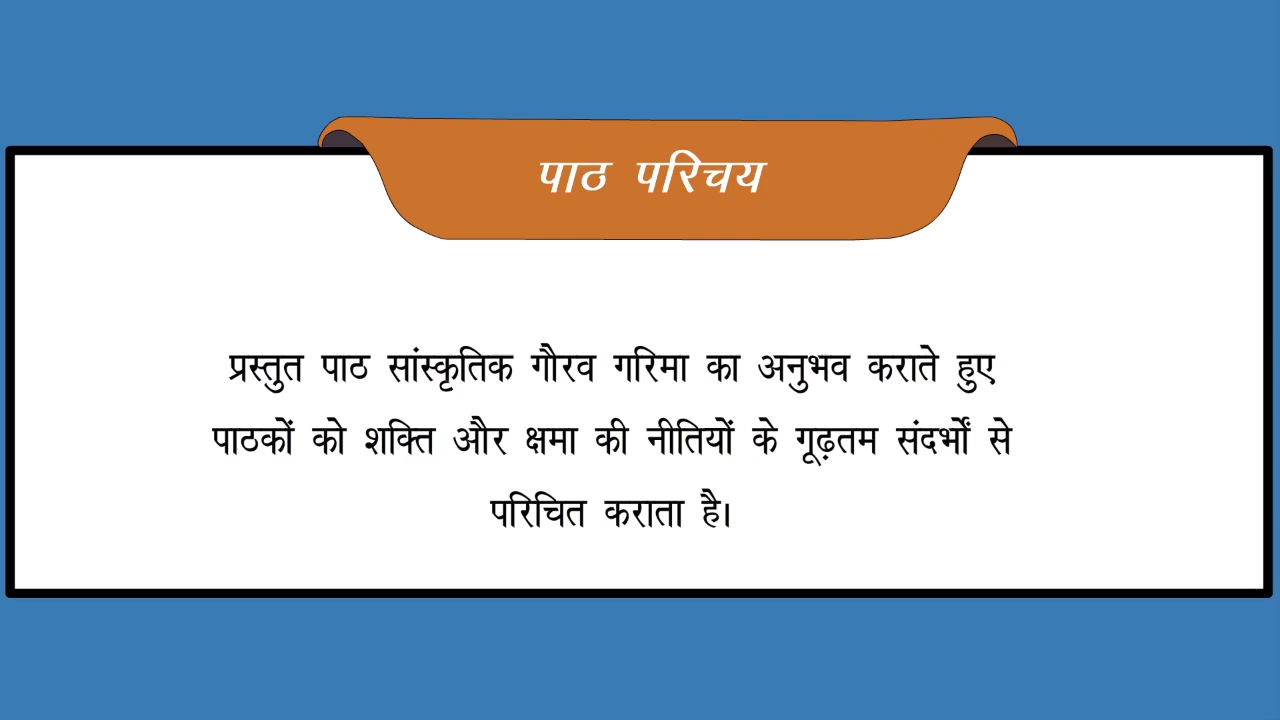 पाठ परिचय
प्रस्तुत पाठ सांस्कृतिक गौरव गरिमा का अनुभव कराते हुए
पाठकों को शक्ति और क्षमा की नीतियों के गूढ़तम संदर्भों से
परिचित कराता है।